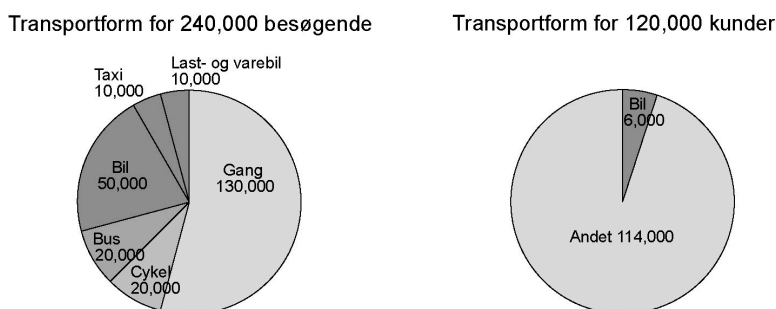 Transportform for 240,000 besøgende
Transportform for 120,000 kunder
Last- og varebil
10,000
Taxi
10,000
Gang
130,000
Bil
50,000
Bus
20,000
Cykel
20,000
Bil
6,000
Andet 114,000